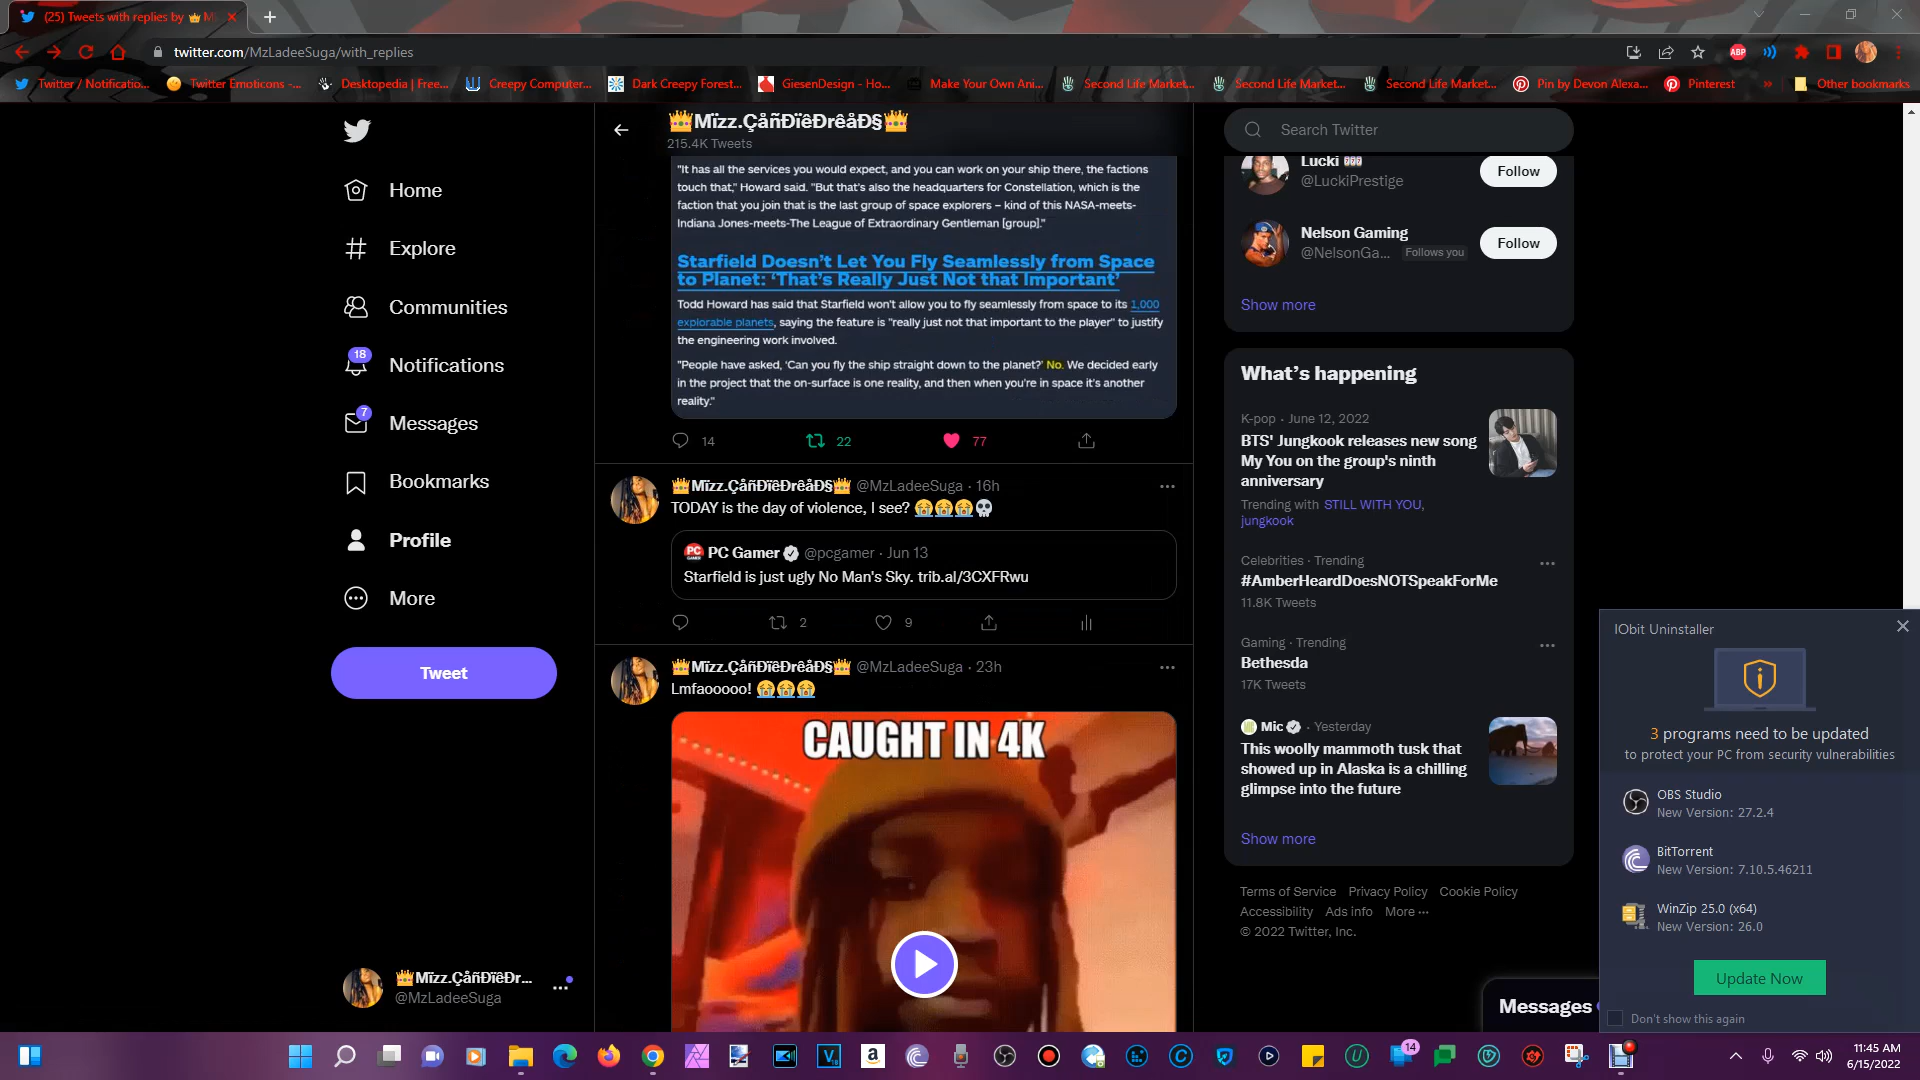 (25) Tweets with replies by 👑 M
twitter.com/MzLadeeSuga/with_replies
Twitter / Notificatio...
Twitter Emoticons -...
Desktopedia | Free...
Creepy Computer...
Dark Creepy Forest...
GiesenDesign - Ho...
Make Your Own Ani...
Second Life Market...
Second Life Market...
Second Life Market...
Pin by Devon Alexa...
Pinterest
Other bookmarks
ABP
Home
Explore
Communities
18
Notifications
7
Messages
Bookmarks
Profile
More
Tweet
👑Mïzz.ÇåñÐïêÐr...
@MzLadeeSuga
👑Mïzz.ÇåñÐïêÐrêåÐ§👑
215.4K Tweets
"It has all the services you would expect, and you can work on your ship there, the factions
touch that," Howard said. "But that's also the headquarters for Constellation, which is the
faction that you join that is the last group of space explorers – kind of this NASA-meets-
Indiana Jones-meets-The League of Extraordinary Gentleman [group]."
Starfield Doesn't Let You Fly Seamlessly from Space
to Planet: 'That's Really Just Not that Important'
Todd Howard has said that Starfield won't allow you to fly seamlessly from space to its 1,000
explorable planets, saying the feature is "really just not that important to the player" to justify
the engineering work involved.
"People have asked, 'Can you fly the ship straight down to the planet?' No. We decided early
in the project that the on-surface is one reality, and then when you're in space it's another
reality."
14 22 77
👑Mïzz.ÇåñÐïêÐrêåÐ§👑 @MzLadeeSuga · 16h
TODAY is the day of violence, I see? 😭😭😭💀
PC Gamer @pcgamer · Jun 13
Starfield is just ugly No Man's Sky. trib.al/3CXFRwu
2 9
👑Mïzz.ÇåñÐïêÐrêåÐ§👑 @MzLadeeSuga · 23h
Lmfaooooo! 😭😭😭
CAUGHT IN 4K
Search Twitter
Lucki
@LuckiPrestige
Follow
Nelson Gaming
@NelsonGa... Follows you
Follow
Show more
What's happening
K-pop · June 12, 2022
BTS' Jungkook releases new song
My You on the group's ninth
anniversary
Trending with STILL WITH YOU,
jungkook
Celebrities · Trending
#AmberHeardDoesNOTSpeakForMe
11.8K Tweets
Gaming · Trending
Bethesda
17K Tweets
Mic · Yesterday
This woolly mammoth tusk that
showed up in Alaska is a chilling
glimpse into the future
Show more
Terms of Service Privacy Policy Cookie Policy
Accessibility Ads info More ···
© 2022 Twitter, Inc.
Messages
IObit Uninstaller
3 programs need to be updated
to protect your PC from security vulnerabilities
OBS Studio
New Version: 27.2.4
BitTorrent
New Version: 7.10.5.46211
WinZip 25.0 (x64)
New Version: 26.0
Update Now
Don't show this again
14
11:45 AM
6/15/2022